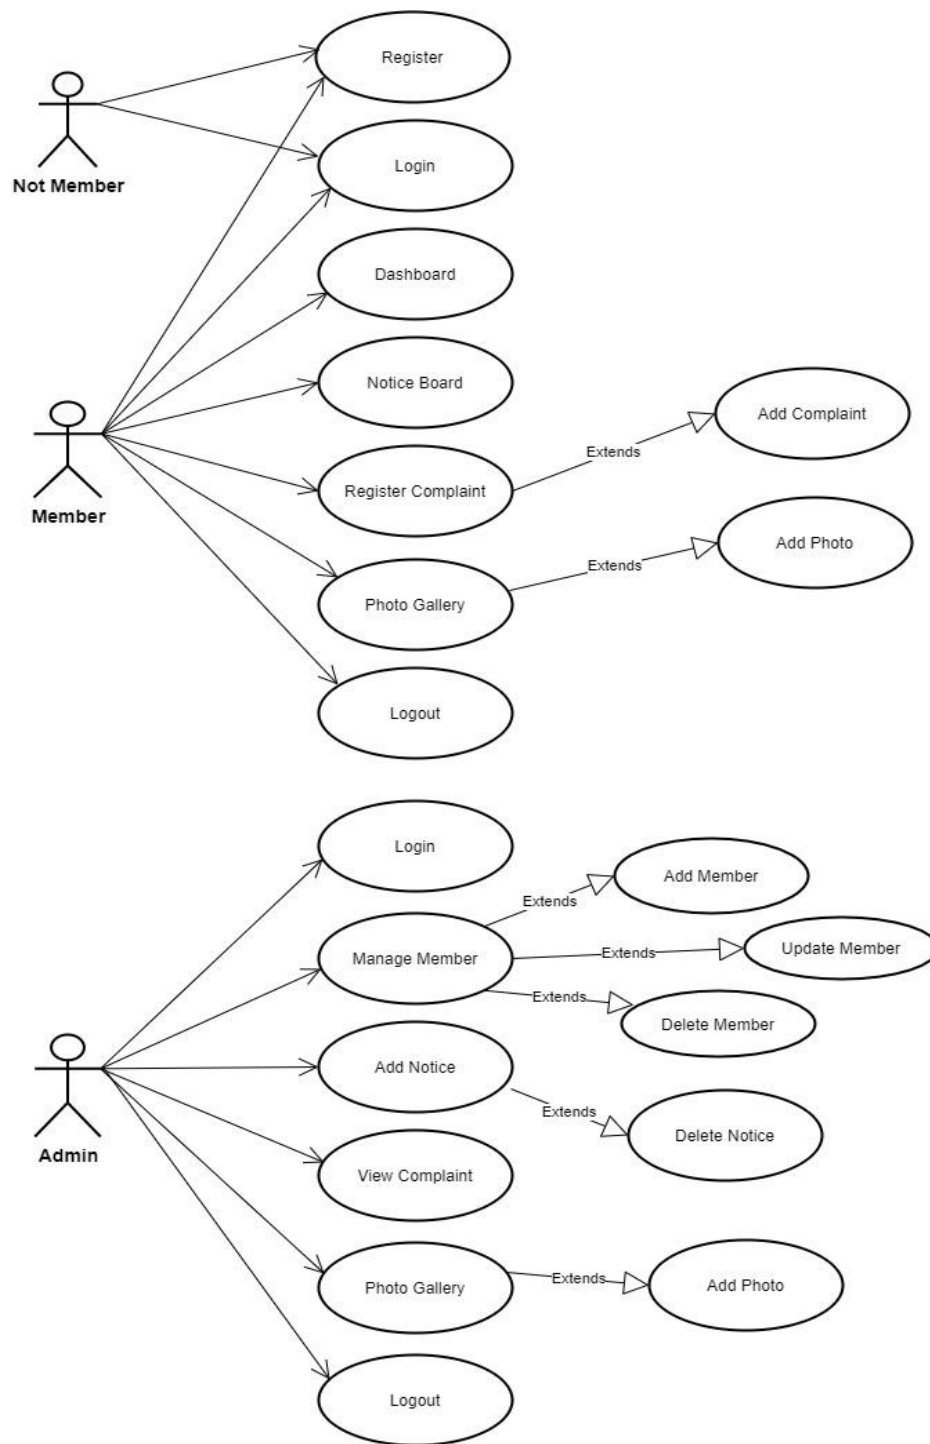 Register
Not Member
Login
Dashboard
Notice Board
Member
Register Complaint
Extends
Add Complaint
Photo Gallery
Extends
Add Photo
Logout
Login
Manage Member
Extends
Add Member
Extends
Update Member
Extends
Delete Member
Admin
Add Notice
Extends
Delete Notice
View Complaint
Photo Gallery
Extends
Add Photo
Logout